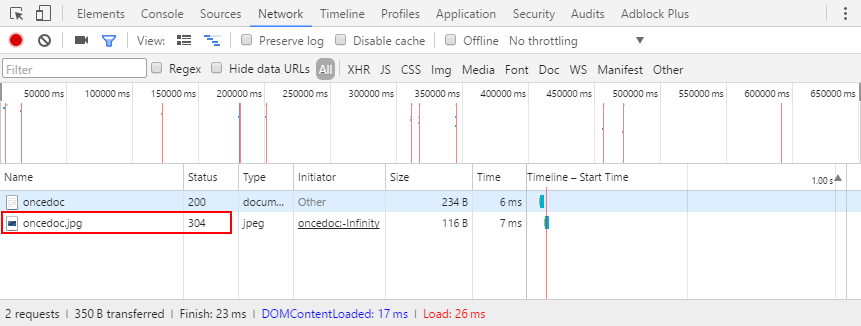 Elements Console Sources Network Timeline Profiles Application Security Audits Adblock Plus
View: Preserve log Disable cache Offline No throttling
Filter Regex Hide data URLs All XHR JS CSS Img Media Font Doc WS Manifest Other
50000 ms 100000 ms 150000 ms 200000 ms 250000 ms 300000 ms 350000 ms 400000 ms 450000 ms 500000 ms 550000 ms 600000 ms 650000 ms
Name Status Type Initiator Size Time Timeline – Start Time 1.00 s
oncedoc 200 docum... Other 234 B 6 ms
oncedoc.jpg 304 jpeg oncedoc:-Infinity 116 B 7 ms
2 requests | 350 B transferred | Finish: 23 ms | DOMContentLoaded: 17 ms | Load: 26 ms